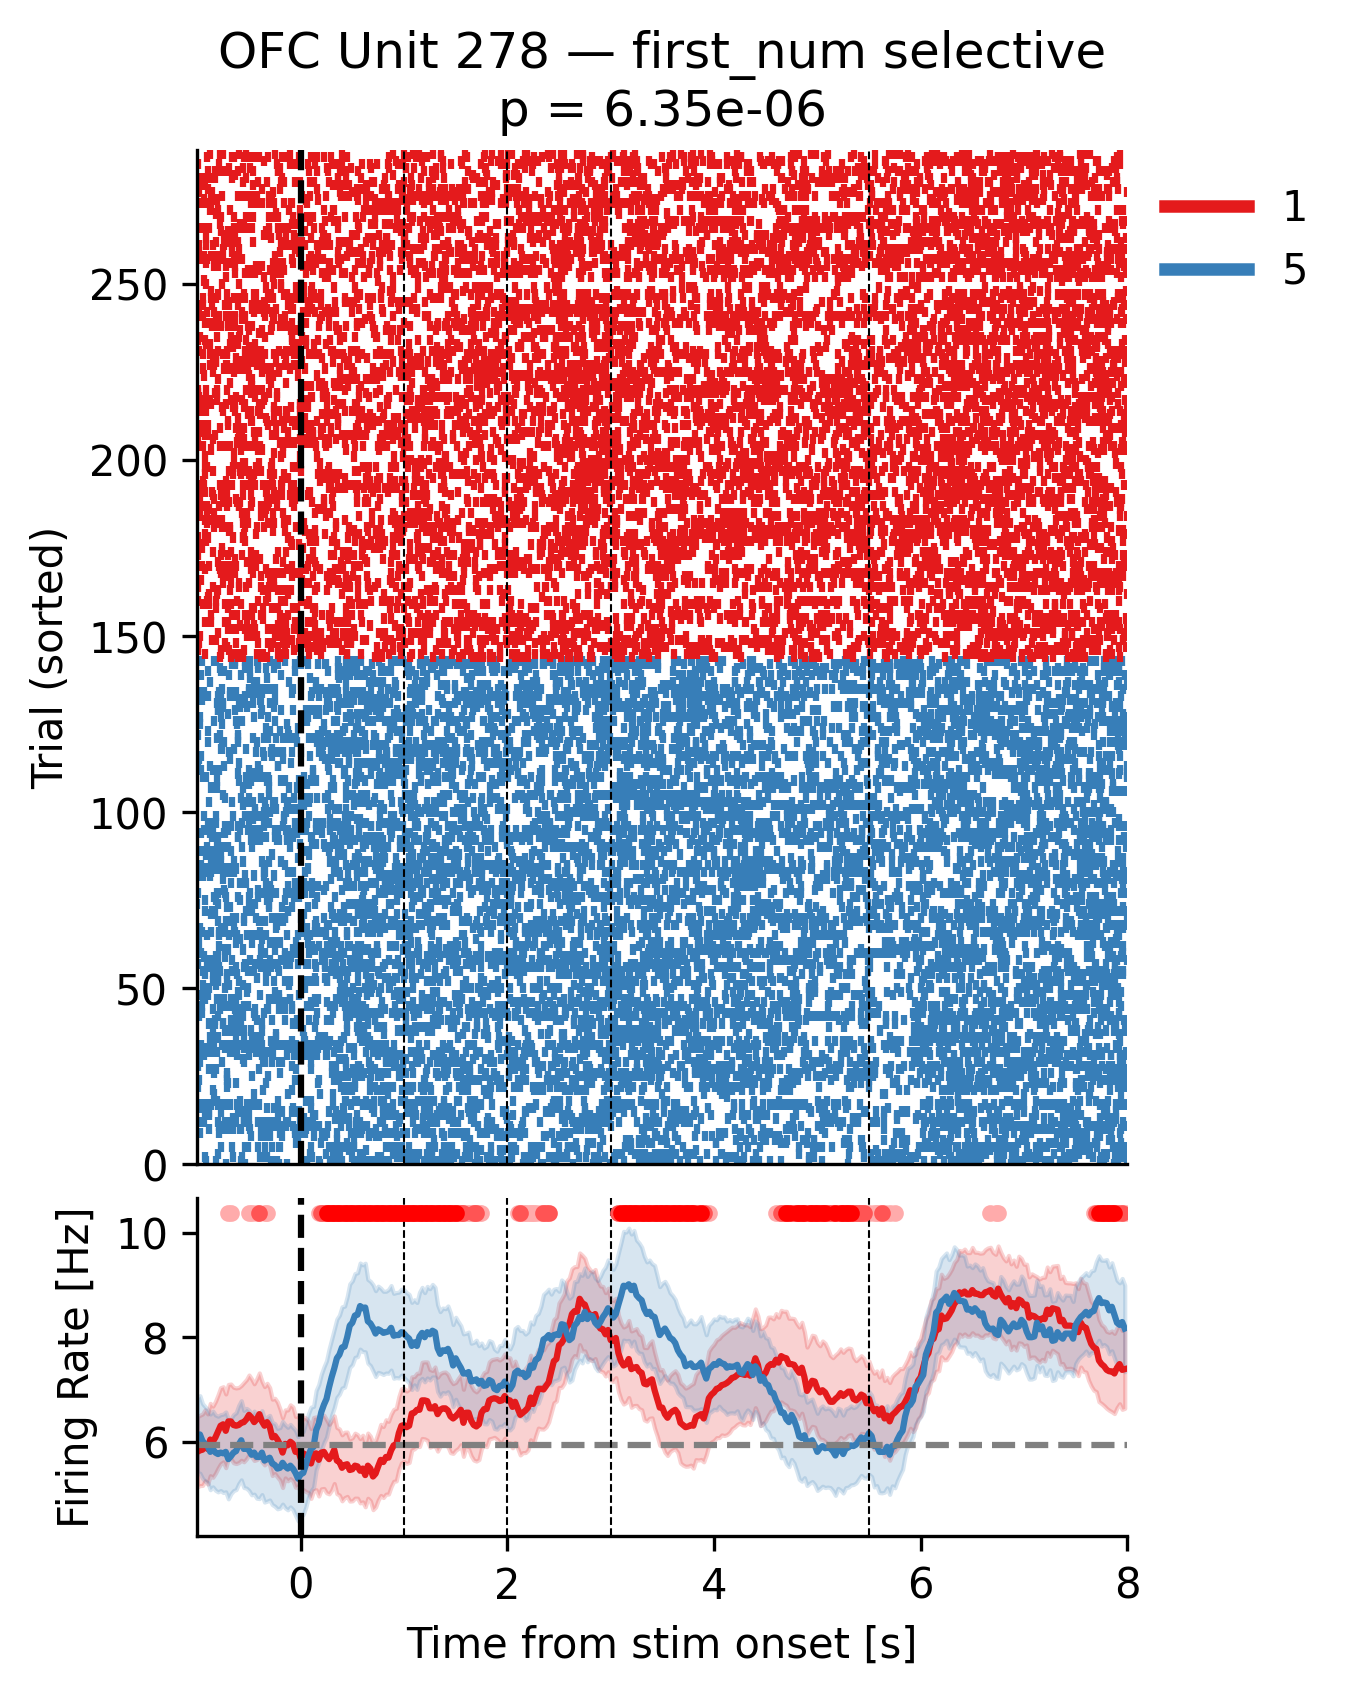 OFC Unit 278 — first_num selective
p = 6.35e-06
1
5
250
200
150
100
50
0
Trial (sorted)
10
8
6
Firing Rate [Hz]
0 2 4 6 8
Time from stim onset [s]